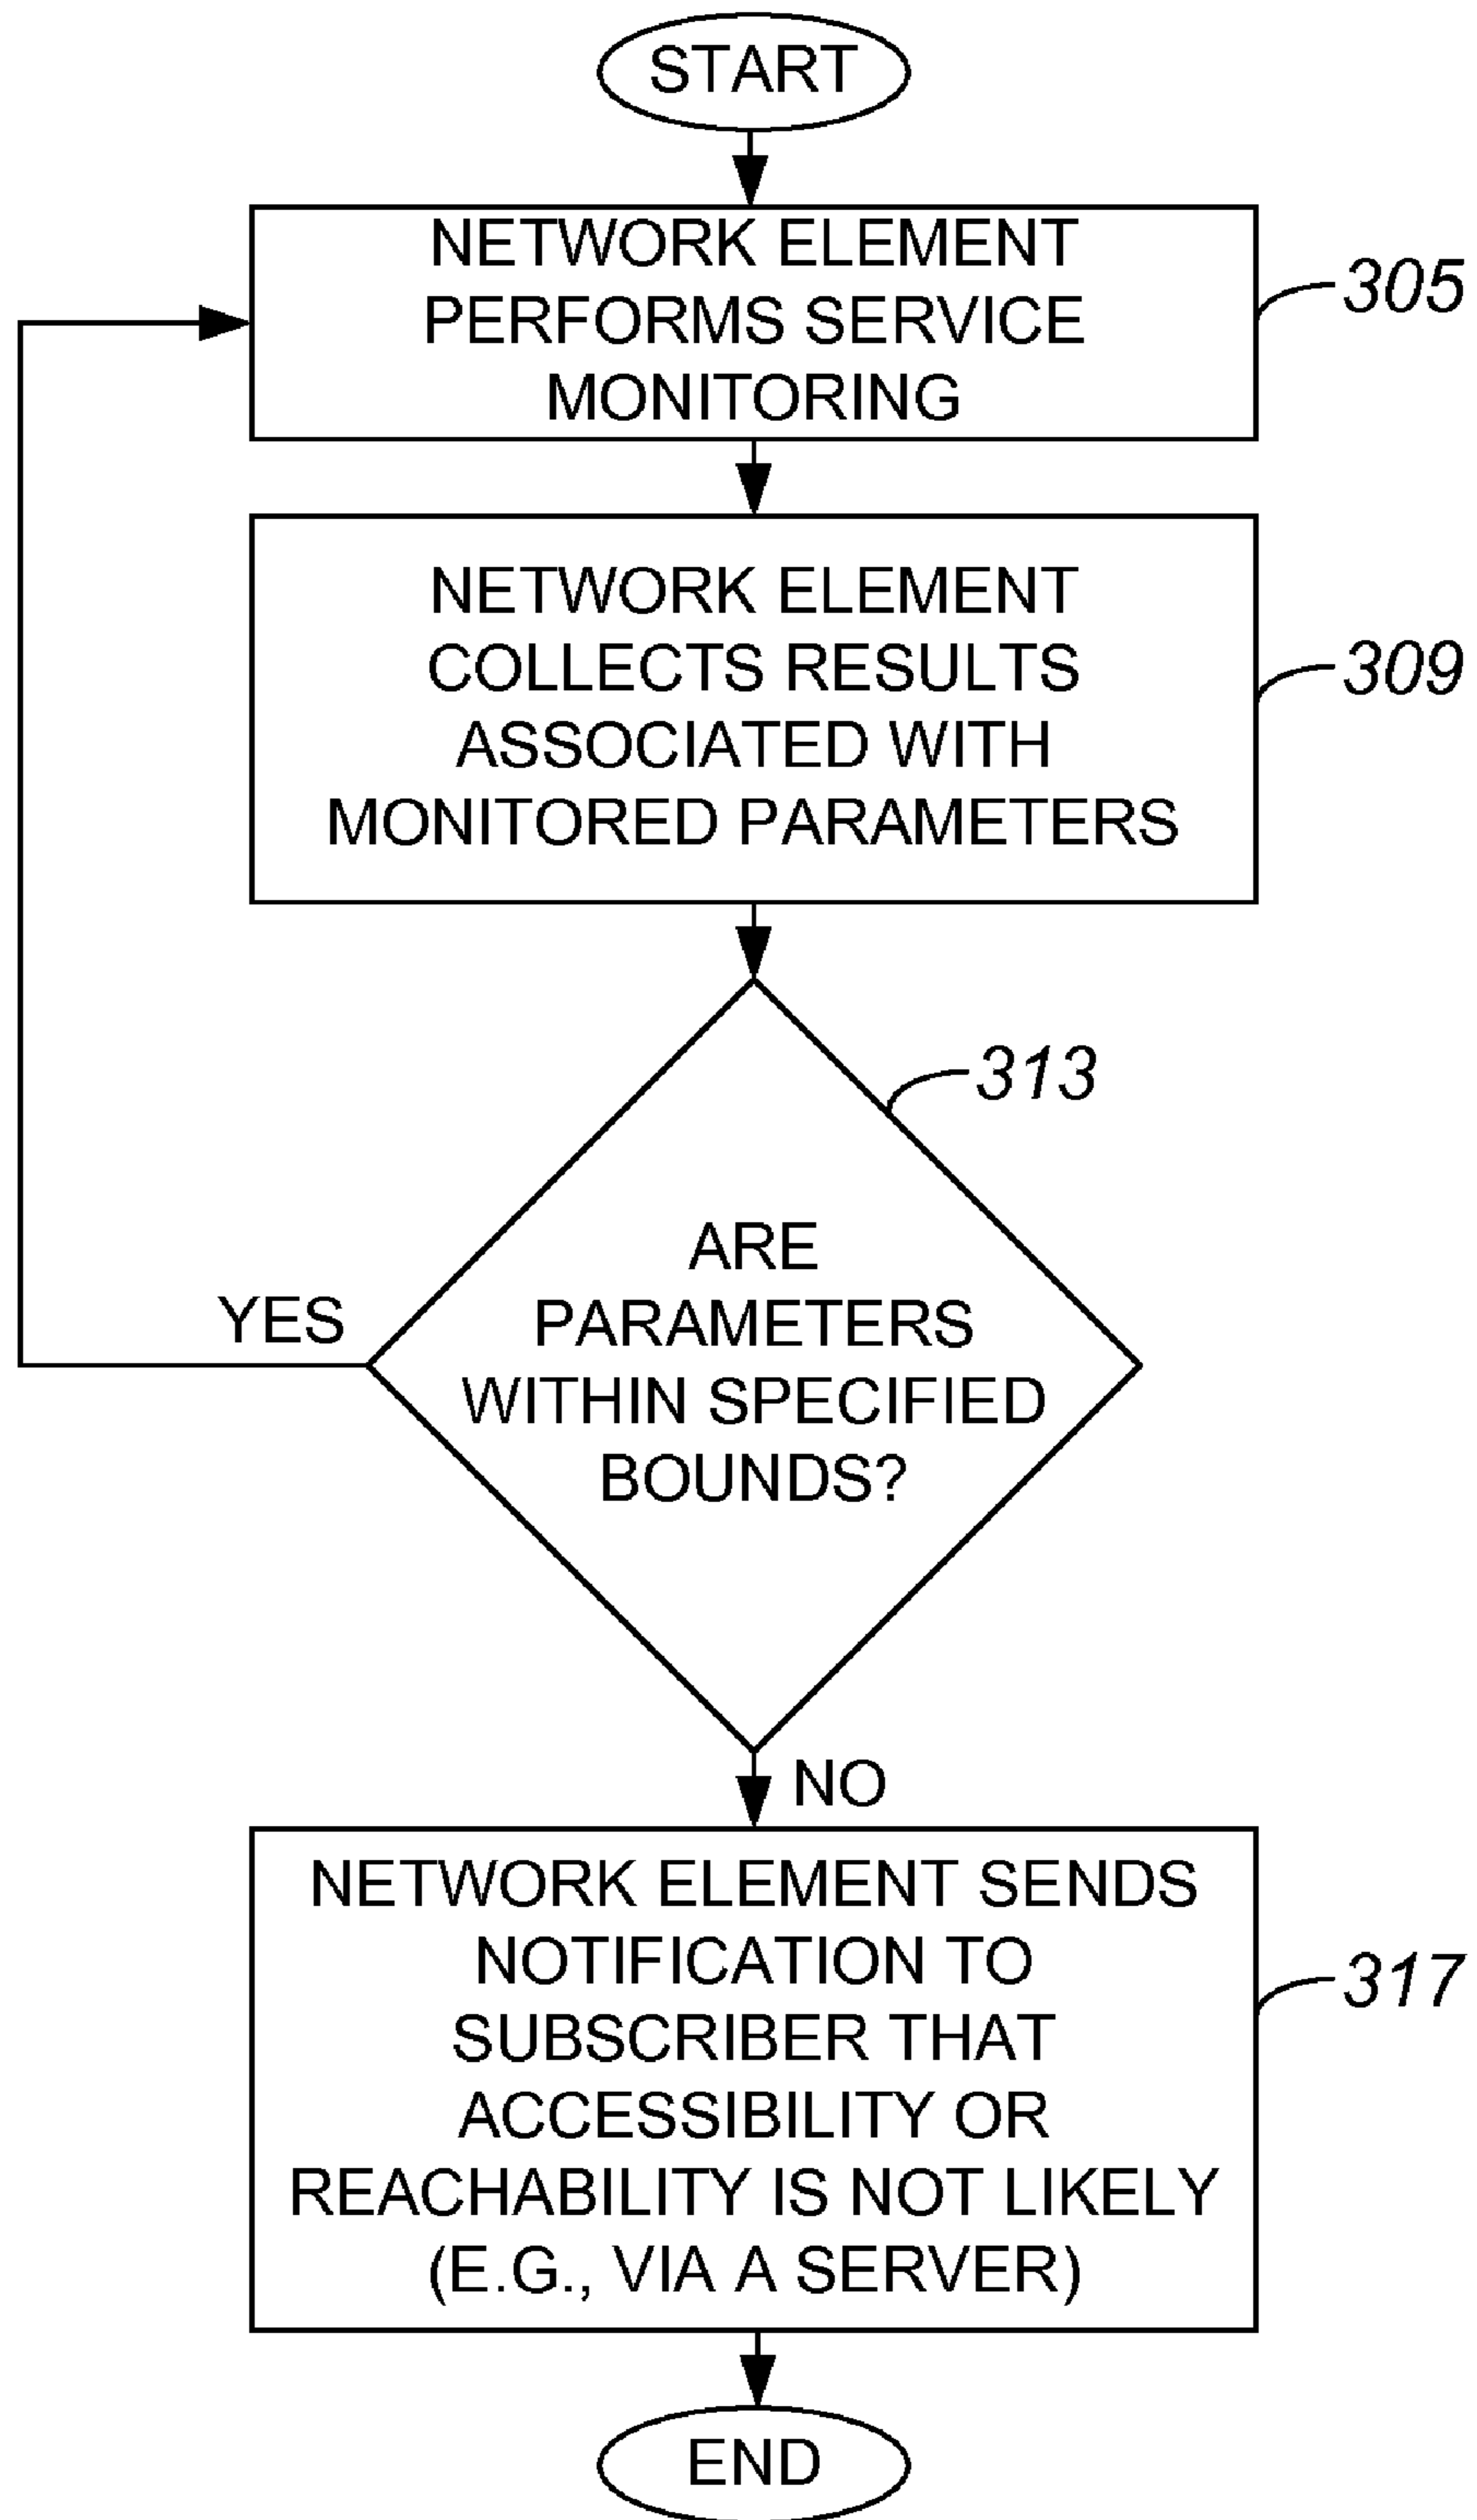 START
NETWORK ELEMENT
PERFORMS SERVICE
MONITORING
305
NETWORK ELEMENT
COLLECTS RESULTS
ASSOCIATED WITH
MONITORED PARAMETERS
309
313
ARE
PARAMETERS
WITHIN SPECIFIED
BOUNDS?
YES
NO
NETWORK ELEMENT SENDS
NOTIFICATION TO
SUBSCRIBER THAT
ACCESSIBILITY OR
REACHABILITY IS NOT LIKELY
(E.G., VIA A SERVER)
317
END